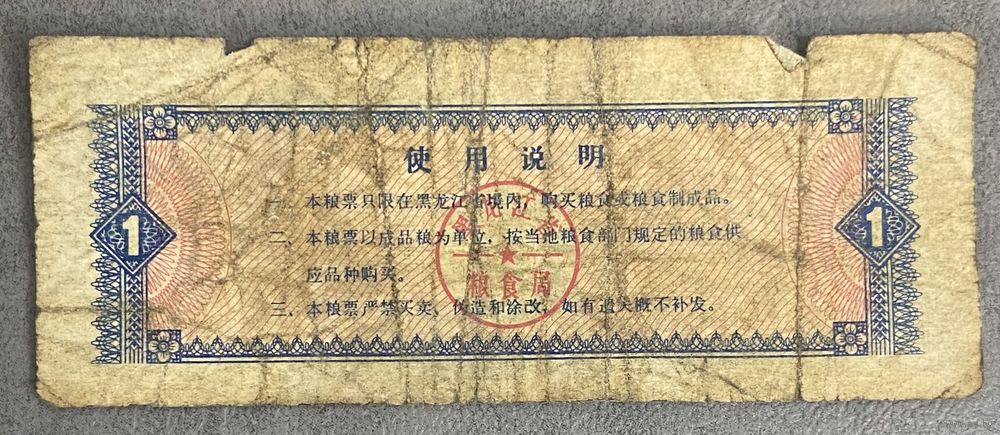 使用说明
一、本粮票只限在黑龙江省境内，购买粮食或粮食制成品。
1
二、本粮票以成品粮为单位，按当地粮食部门规定的粮食供
1
应品种购买。
三、本粮票严禁买卖、伪造和涂改，如有遗失概不补发。
黑龙江省
粮食局